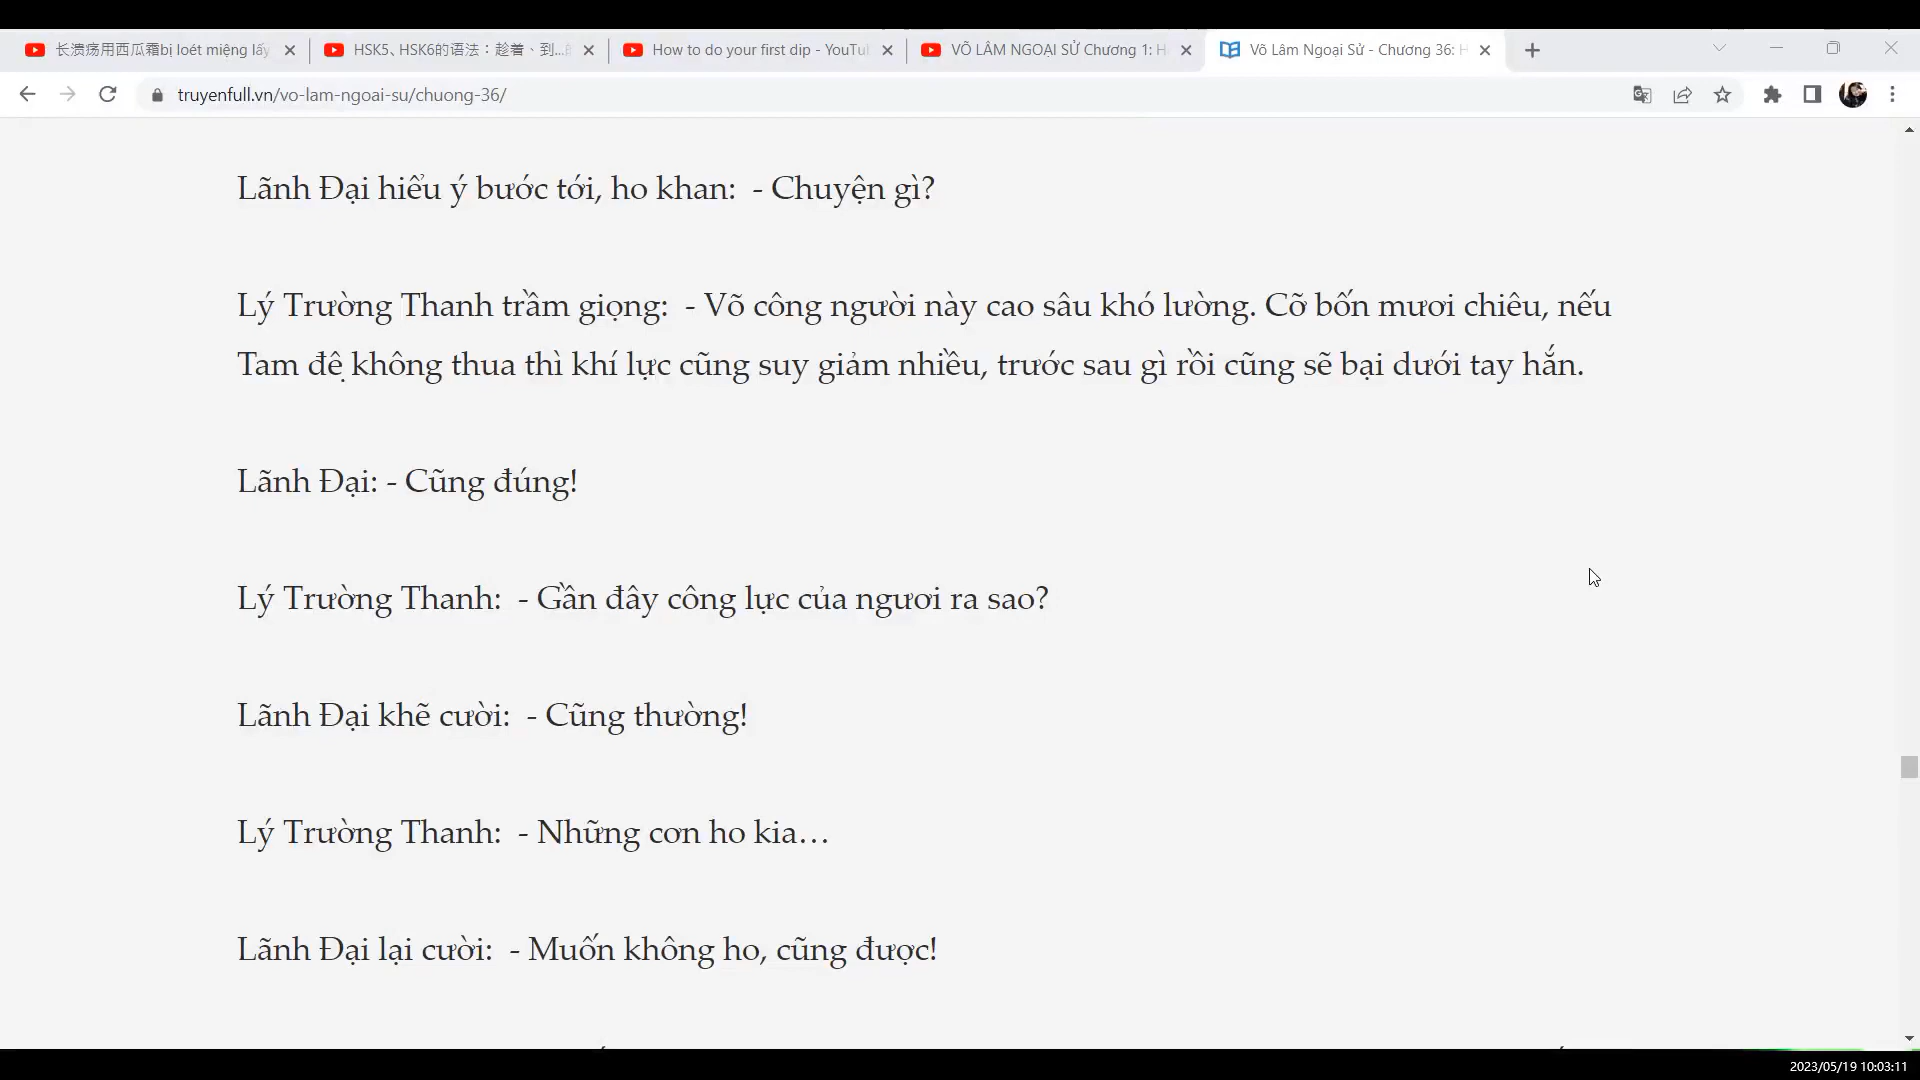 长溃疡用西瓜霜bị loét miệng lấy
HSK5、HSK6的语法：趁着、到...
How to do your first dip - YouTu
VÕ LÂM NGOẠI SỬ Chương 1: H
Võ Lâm Ngoại Sử - Chương 36: H
truyenfull.vn/vo-lam-ngoai-su/chuong-36/
Lãnh Đại hiểu ý bước tới, ho khan: - Chuyện gì?
Lý Trường Thanh trầm giọng: - Võ công người này cao sâu khó lường. Cỡ bốn mươi chiêu, nếu
Tam đệ không thua thì khí lực cũng suy giảm nhiều, trước sau gì rồi cũng sẽ bại dưới tay hắn.
Lãnh Đại: - Cũng đúng!
Lý Trường Thanh: - Gần đây công lực của ngươi ra sao?
Lãnh Đại khẽ cười: - Cũng thường!
Lý Trường Thanh: - Những cơn ho kia…
Lãnh Đại lại cười: - Muốn không ho, cũng được!
2023/05/19 10:03:11